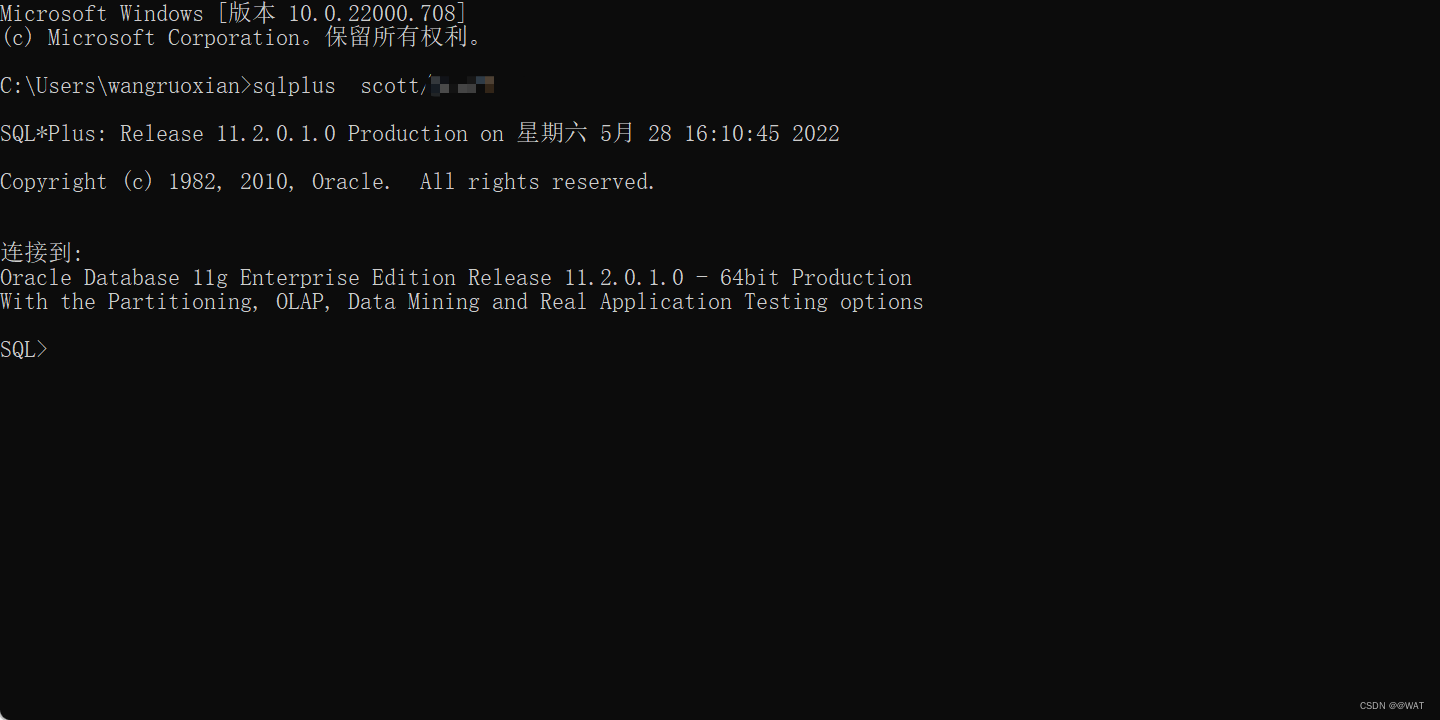 Microsoft Windows [版本 10.0.22000.708]
(c) Microsoft Corporation。保留所有权利。
C:\Users\wangruoxian>sqlplus  scott/
SQL*Plus: Release 11.2.0.1.0 Production on 星期六 5月 28 16:10:45 2022
Copyright (c) 1982, 2010, Oracle.  All rights reserved.
连接到:
Oracle Database 11g Enterprise Edition Release 11.2.0.1.0 - 64bit Production
With the Partitioning, OLAP, Data Mining and Real Application Testing options
SQL>
CSDN @@WAT